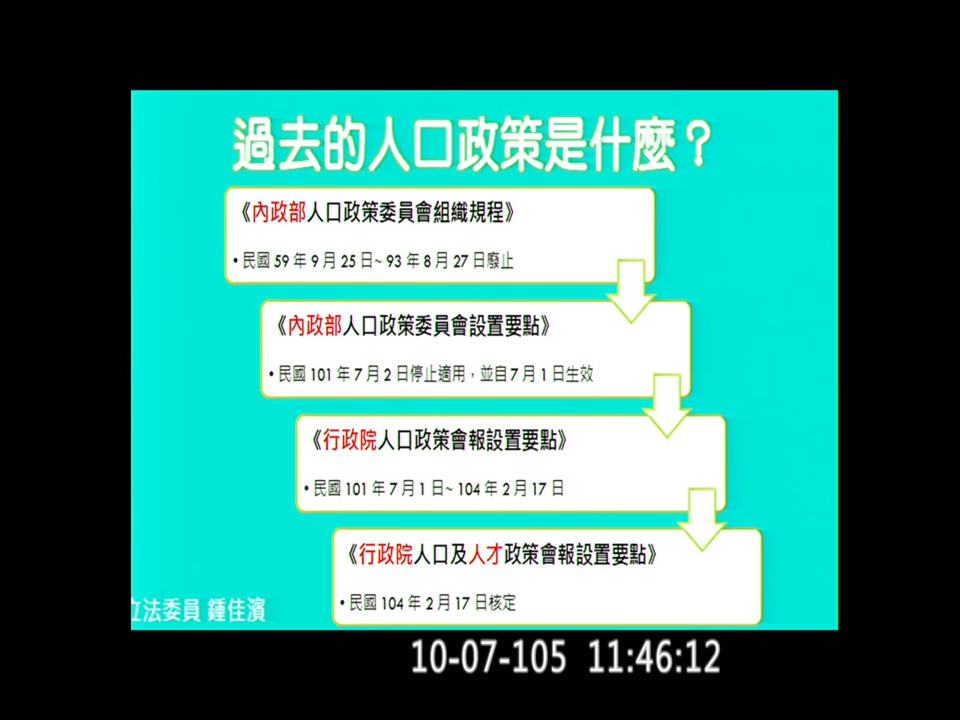 過去的人口政策是什麼？
《內政部人口政策委員會組織規程》
• 民國 59 年 9 月 25 日~ 93 年 8 月 27 日廢止
《內政部人口政策委員會設置要點》
• 民國 101 年 7 月 2 日停止適用，並自 7 月 1 日生效
《行政院人口政策會報設置要點》
• 民國 101 年 7 月 1 日~ 104 年 2 月 17 日
《行政院人口及人才政策會報設置要點》
• 民國 104 年 2 月 17 日核定
立法委員 鍾佳濱
10-07-105 11:46:12